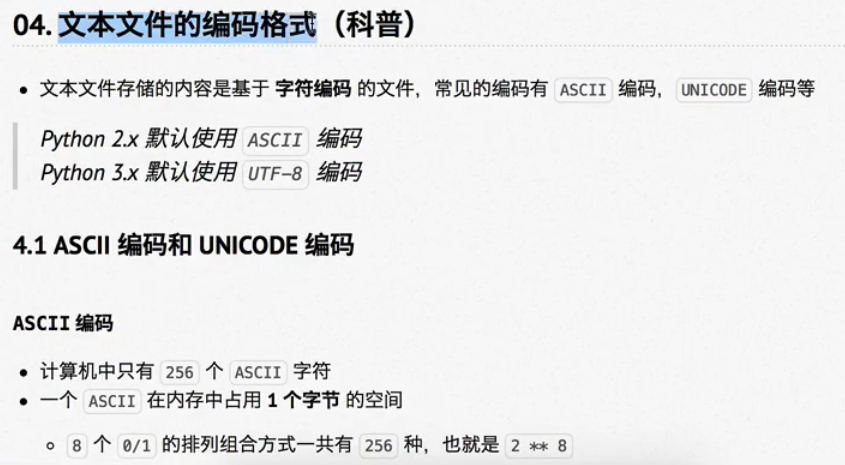 04. 文本文件的编码格式（科普）
文本文件存储的内容是基于 字符编码 的文件，常见的编码有 ASCII 编码，UNICODE 编码等
Python 2.x 默认使用 ASCII 编码
Python 3.x 默认使用 UTF-8 编码
4.1 ASCII 编码和 UNICODE 编码
ASCII 编码
计算机中只有 256 个 ASCII 字符
一个 ASCII 在内存中占用 1 个字节 的空间
8 个 0/1 的排列组合方式一共有 256 种，也就是 2 ** 8